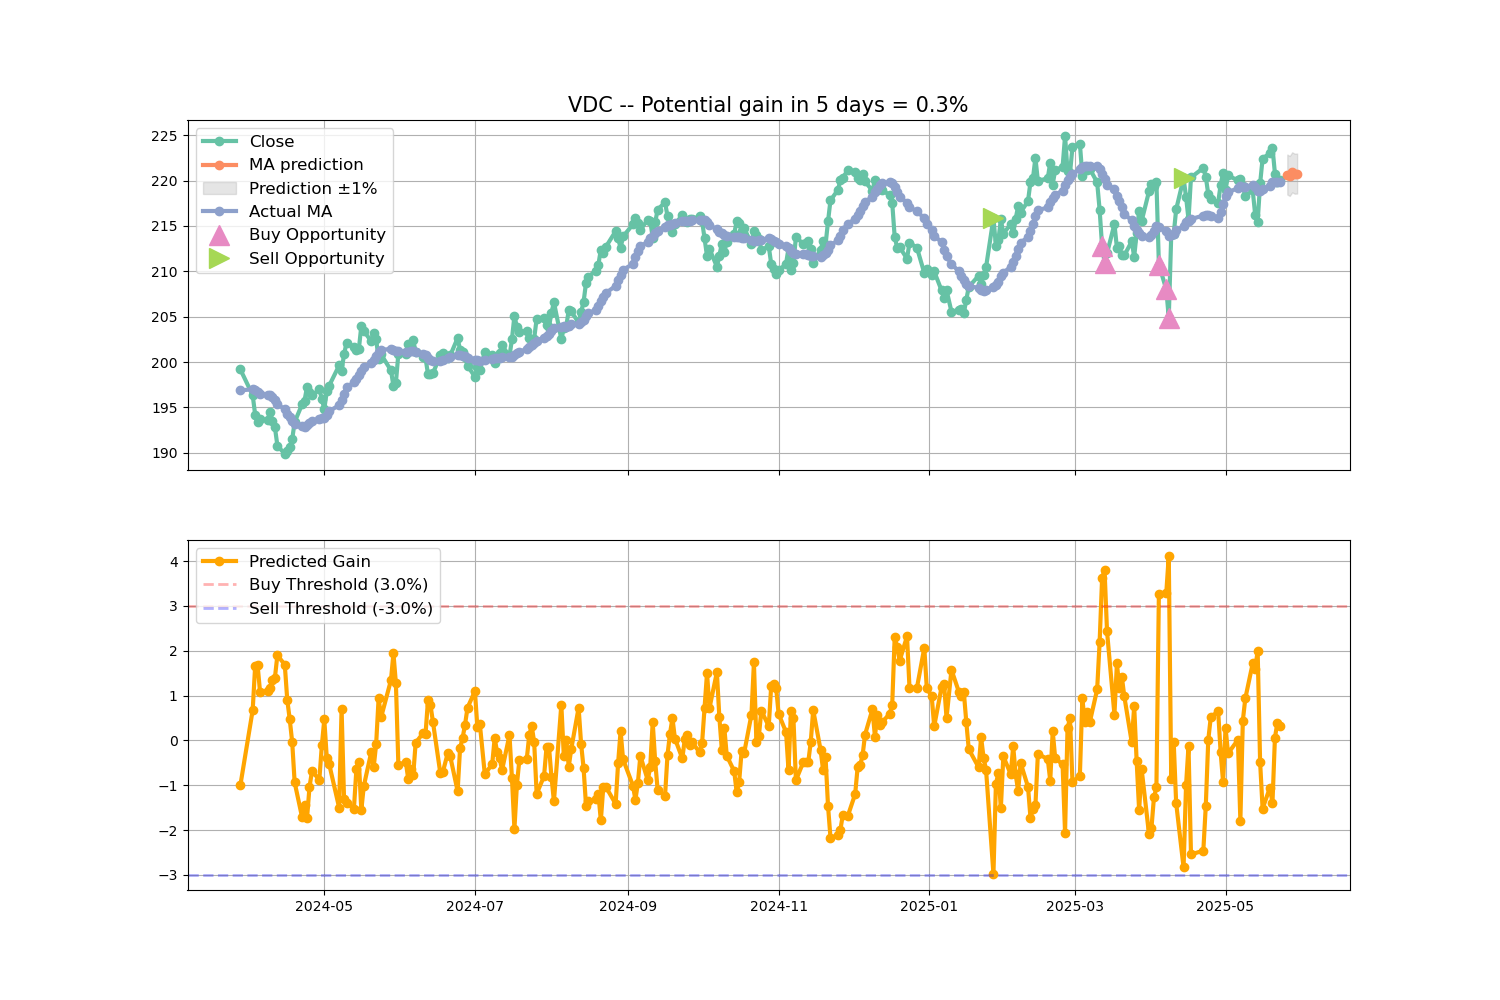 VDC -- Potential gain in 5 days = 0.3%
225
220
215
210
205
200
195
190
Close
MA prediction
Prediction ±1%
Actual MA
Buy Opportunity
Sell Opportunity
4
3
2
1
0
−1
−2
−3
Predicted Gain
Buy Threshold (3.0%)
Sell Threshold (-3.0%)
2024-05
2024-07
2024-09
2024-11
2025-01
2025-03
2025-05